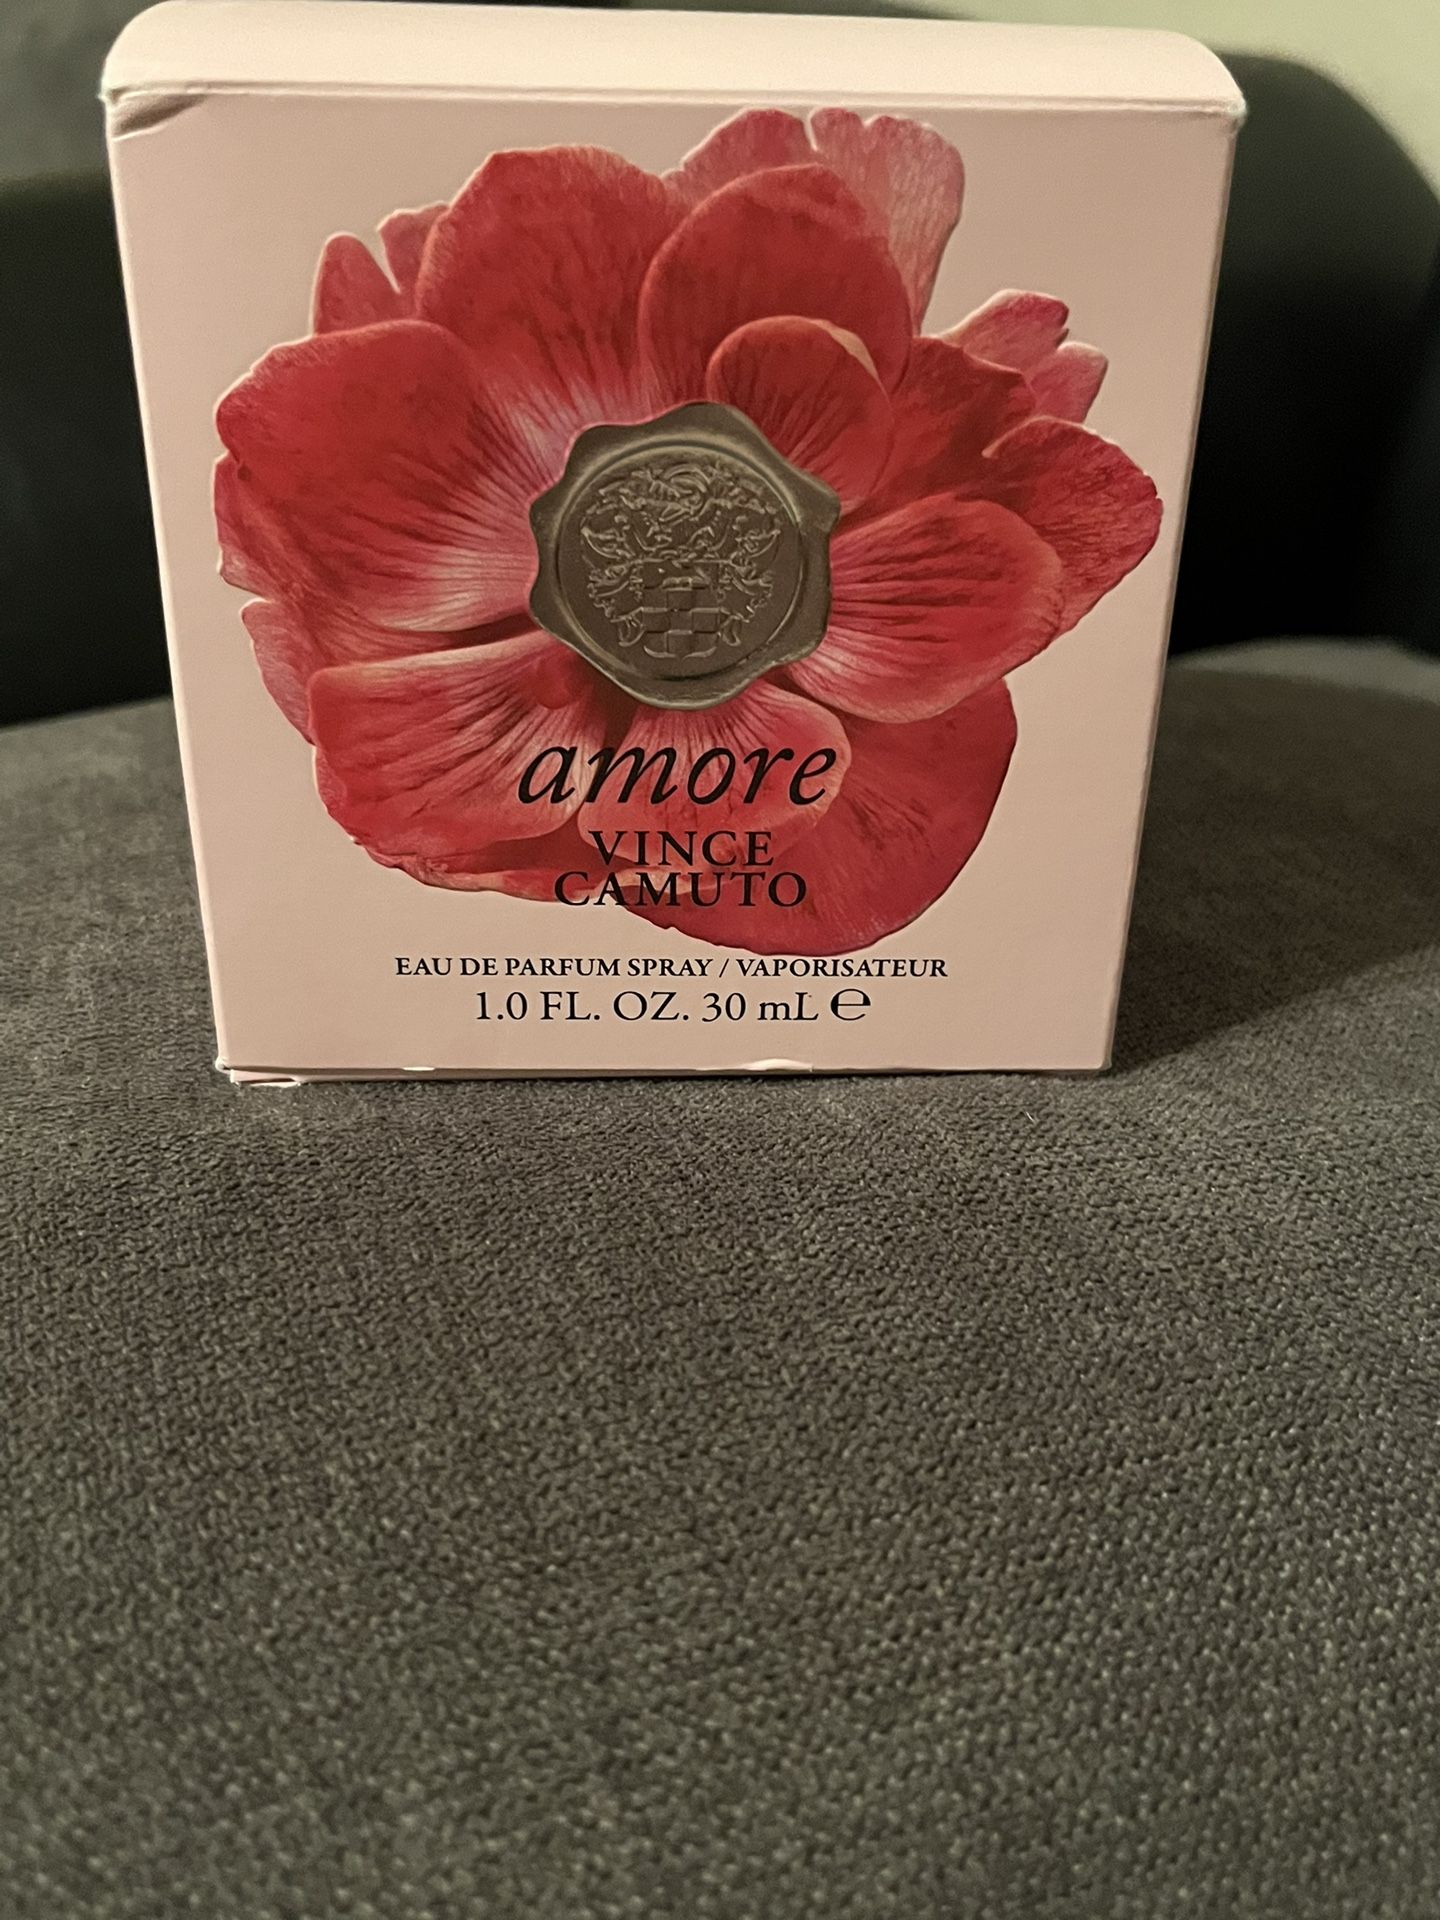 amore
VINCE
CAMUTO
EAU DE PARFUM SPRAY / VAPORISATEUR
1.0 FL. OZ. 30 mL ℮